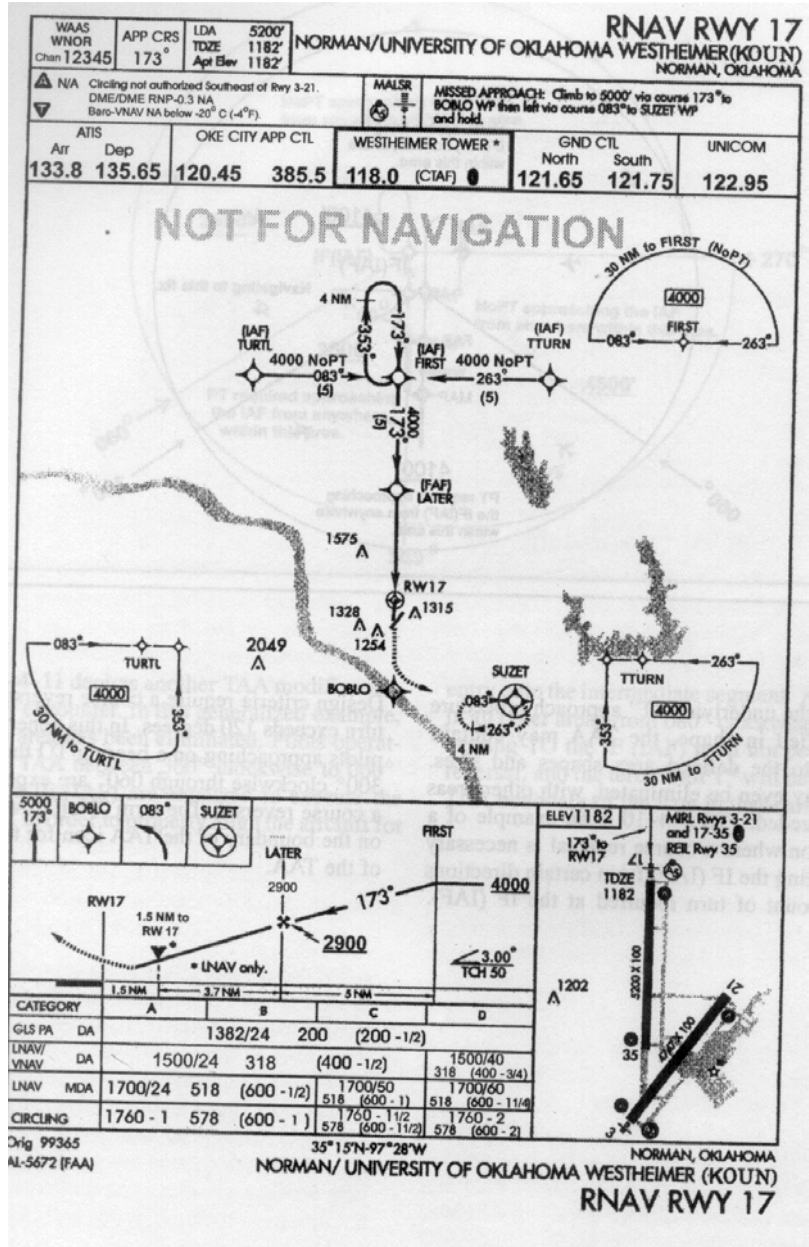 WAAS
WNOR
Chan 12345
APP CRS
173°
LDA 5200'
TDZE 1182'
Apt Elev 1182'
RNAV RWY 17
NORMAN/UNIVERSITY OF OKLAHOMA WESTHEIMER(KOUN)
NORMAN, OKLAHOMA
A N/A Circling not authorized Southeast of Rwy 3-21.
DME/DME RNP-0.3 NA
Baro-VNAV NA below -20° C (-4°F).
MALSR
MISSED APPROACH: Climb to 5000' via course 173° to
BOBLO WP then left via course 083° to SUZET WP
and hold.
ATIS
Arr Dep
133.8 135.65
OKE CITY APP CTL
120.45 385.5
WESTHEIMER TOWER *
118.0 (CTAF)
GND CTL
North South
121.65 121.75
UNICOM
122.95
NOT FOR NAVIGATION
30 NM to FIRST (NoPT)
4000
FIRST
083° 263°
4 NM
353°
173°
(IAF)
TURTL
(IAF)
FIRST
(IAF)
TTURN
4000 NoPT
083°
(5)
4000 NoPT
263°
(5)
4000
173°
(5)
(FAF)
LATER
1575
RW17
1328
1315
1254
2049
BOBLO
SUZET
083°
263°
4 NM
083°
TURTL
4000
353°
30 NM to TURTL
263°
TTURN
4000
353°
30 NM to TTURN
5000
173°
BOBLO
083°
SUZET
LATER
FIRST
2900
4000
173°
RW17
1.5 NM to
RW 17
*
2900
* LNAV only.
3.00°
TCH 50
1.5 NM 3.7 NM 5 NM
ELEV 1182
MIRL Rwys 3-21
and 17-35
REIL Rwy 35
173° to
RW17
17
TDZE
1182
5200 X 100
1202
35
21
3
CATEGORY A B C D
GLS PA DA 1382/24 200 (200 -1/2)
LNAV/
VNAV DA 1500/24 318 (400 -1/2) 1500/40
318 (400 -3/4)
LNAV MDA 1700/24 518 (600 -1/2) 1700/50 1700/60
518 (600 - 1) 518 (600 - 11/4)
CIRCLING 1760 - 1 578 (600 - 1 ) 1760 - 11/2 1760 - 2
578 (600 - 11/2) 578 (600 - 2)
Orig 99365
AL-5672 (FAA)
35°15'N-97°28'W
NORMAN, OKLAHOMA
NORMAN/ UNIVERSITY OF OKLAHOMA WESTHEIMER (KOUN)
RNAV RWY 17